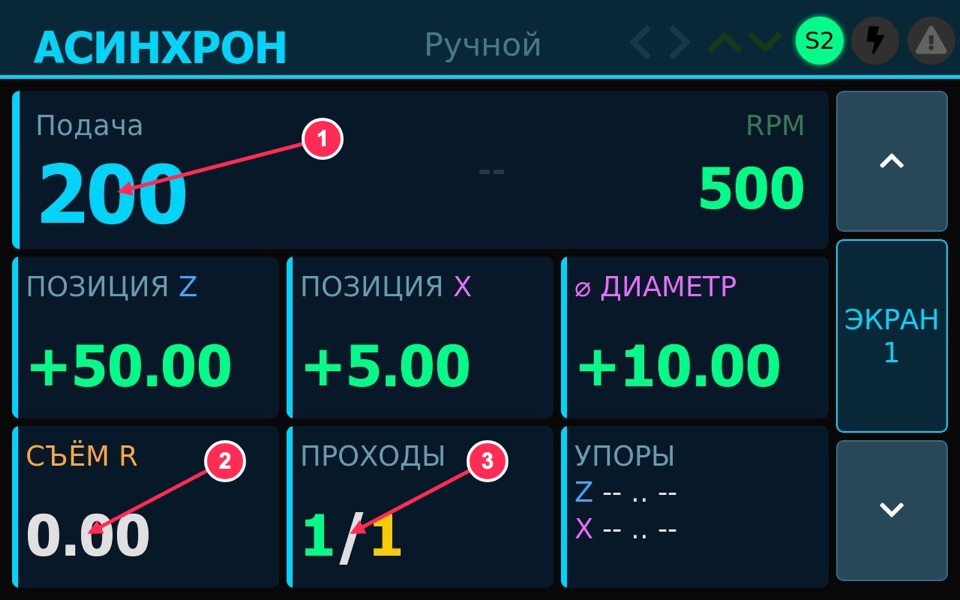 АСИНХРОН
Ручной
S2
Подача
1
RPM
200
--
500
ПОЗИЦИЯ Z
+50.00
ПОЗИЦИЯ X
+5.00
⌀ ДИАМЕТР
+10.00
ЭКРАН
1
СЪЁМ R
2
0.00
ПРОХОДЫ
3
1/1
УПОРЫ
Z -- .. --
X -- .. --